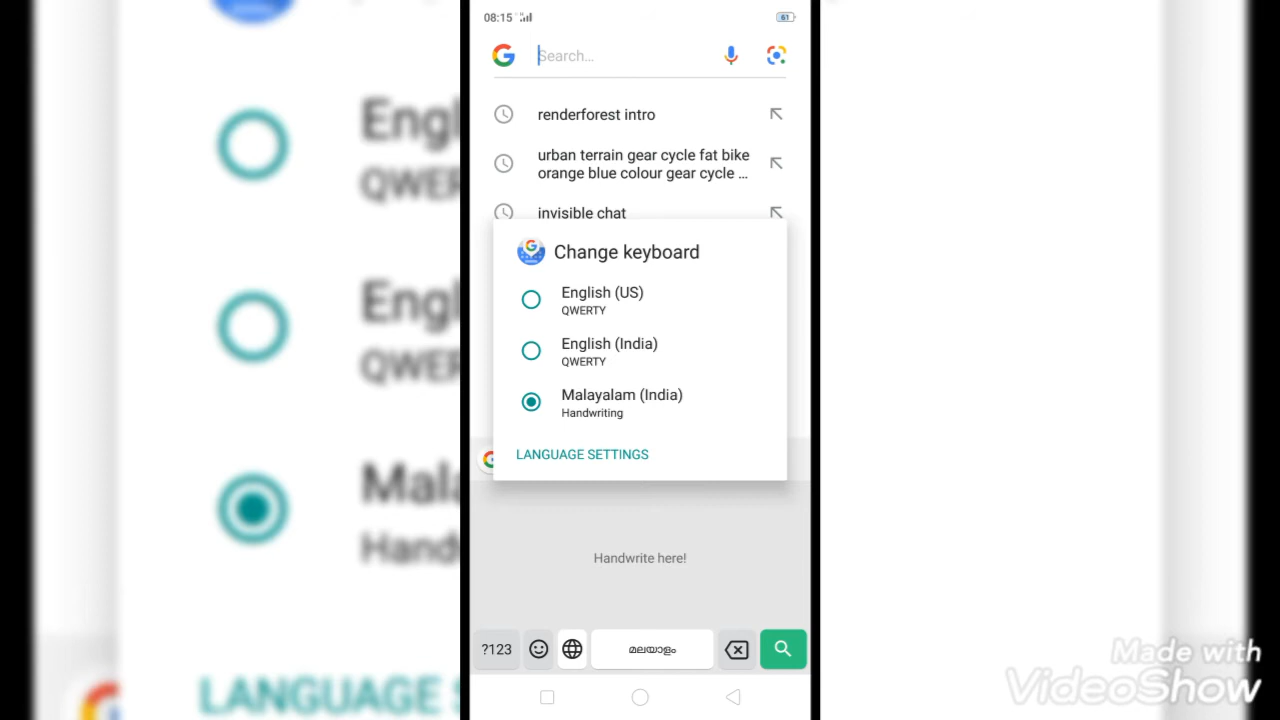 08:15
61
Search...
renderforest intro
urban terrain gear cycle fat bike
orange blue colour gear cycle ...
invisible chat
Change keyboard
English (US)
QWERTY
English (India)
QWERTY
Malayalam (India)
Handwriting
LANGUAGE SETTINGS
Handwrite here!
?123
മലയാളം
Engl
QWER
Engl
QWER
Mala
Hand
LANGUAGE S
Made with
VideoShow